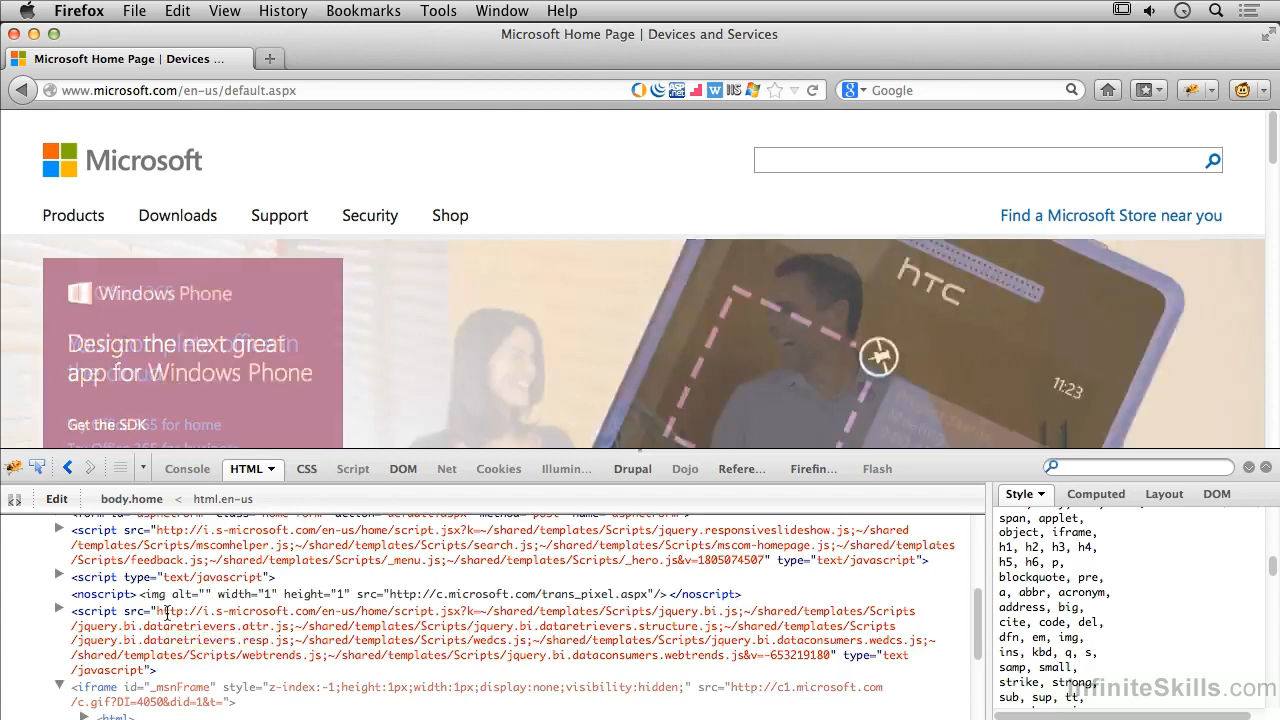 Firefox File Edit View History Bookmarks Tools Window Help
Microsoft Home Page | Devices and Services
Microsoft Home Page | Devices ...
www.microsoft.com/en-us/default.aspx
Google
Microsoft
Products Downloads Support Security Shop
Find a Microsoft Store near you
Windows Phone
Design the next great
app for Windows Phone
Get the SDK
hTC
11:23
Console HTML CSS Script DOM Net Cookies Illumin... Drupal Dojo Refere... Firefin... Flash
Edit body.home < html.en-us
Style Computed Layout DOM
<script src="http://i.s-microsoft.com/en-us/home/script.jsx?k=~/shared/templates/Scripts/jquery.responsiveslideshow.js;~/shared
/templates/Scripts/mscomhelper.js;~/shared/templates/Scripts/search.js;~/shared/templates/Scripts/mscom-homepage.js;~/shared/templates
/Scripts/feedback.js;~/shared/templates/Scripts/_menu.js;~/shared/templates/Scripts/_hero.js&v=1805074507" type="text/javascript">
<script type="text/javascript">
<noscript><img alt="" width="1" height="1" src="http://c.microsoft.com/trans_pixel.aspx"/></noscript>
<script src="http://i.s-microsoft.com/en-us/home/script.jsx?k=~/shared/templates/Scripts/jquery.bi.js;~/shared/templates/Scripts
/jquery.bi.dataretrievers.attr.js;~/shared/templates/Scripts/jquery.bi.dataretrievers.structure.js;~/shared/templates/Scripts
/jquery.bi.dataretrievers.resp.js;~/shared/templates/Scripts/wedcs.js;~/shared/templates/Scripts/jquery.bi.dataconsumers.wedcs.js;~
/shared/templates/Scripts/webtrends.js;~/shared/templates/Scripts/jquery.bi.dataconsumers.webtrends.js&v=-653219180" type="text
/javascript">
<iframe id="_msnFrame" style="z-index:-1;height:1px;width:1px;display:none;visibility:hidden;" src="http://c1.microsoft.com
/c.gif?DI=4050&did=1&t=">
<html>
span, applet,
object, iframe,
h1, h2, h3, h4,
h5, h6, p,
blockquote, pre,
a, abbr, acronym,
address, big,
cite, code, del,
dfn, em, img,
ins, kbd, q, s,
samp, small,
strike, strong,
sub, sup, tt,
InfiniteSkills.com